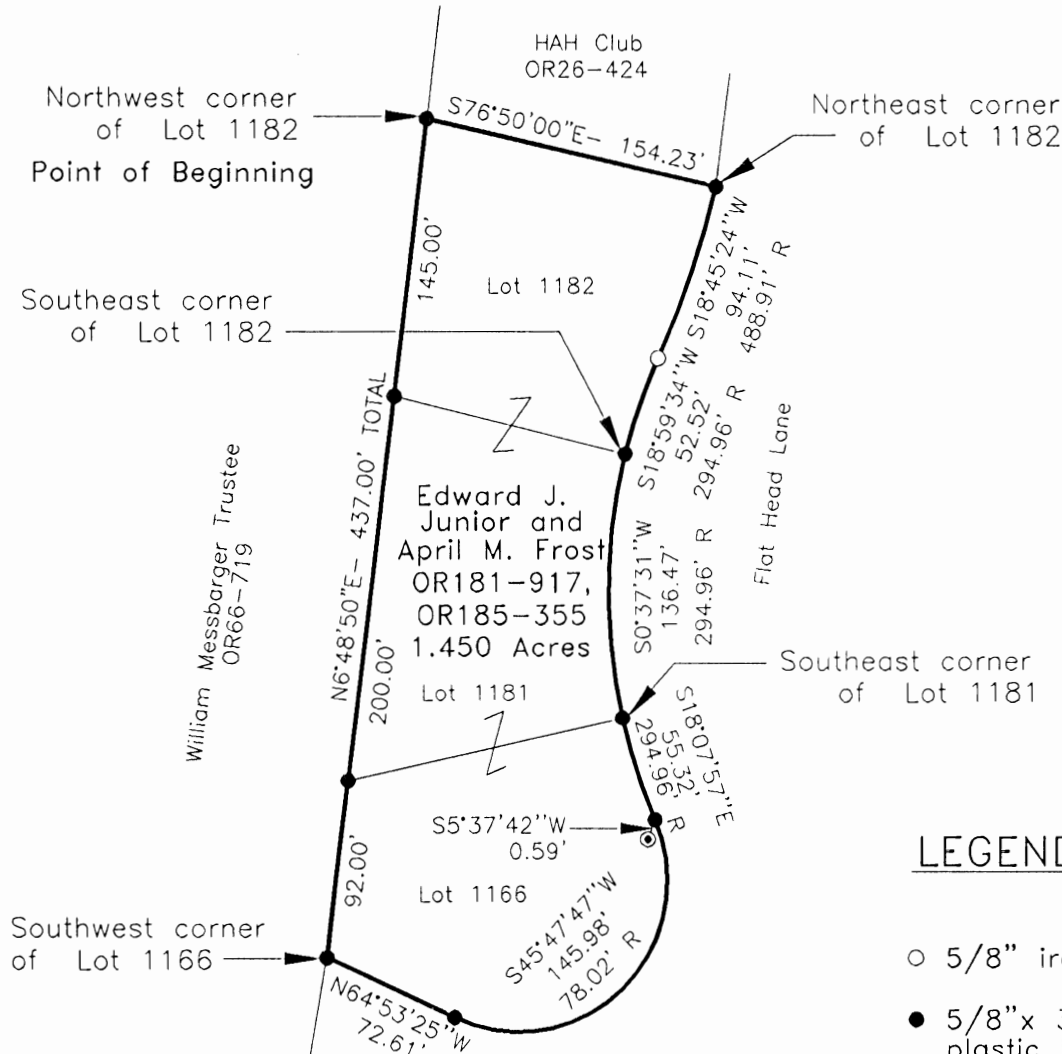 HAH Club
OR26-424
Northwest corner
of Lot 1182
Point of Beginning
S76°50'00"E- 154.23'
Northeast corner
of Lot 1182
145.00'
Lot 1182
S18°45'24"W
94.11'
488.91' R
Southeast corner
of Lot 1182
S18°59'34"W
52.52'
294.96' R
Flat Head Lane
N6°48'50"E- 437.00' TOTAL
William Messbarger Trustee
OR66-719
Edward J.
Junior and
April M. Frost
OR181-917,
OR185-355
1.450 Acres
S0°37'31"W
136.47'
294.96' R
200.00'
Lot 1181
Southeast corner
of Lot 1181
S18°07'57"E
55.32'
294.96' R
S5°37'42"W
0.59'
92.00'
Lot 1166
S45°47'47"W
145.98'
78.02' R
Southwest corner
of Lot 1166
N64°53'25"W
72.61'
LEGEND
5/8" ir
5/8"x 3
plastic